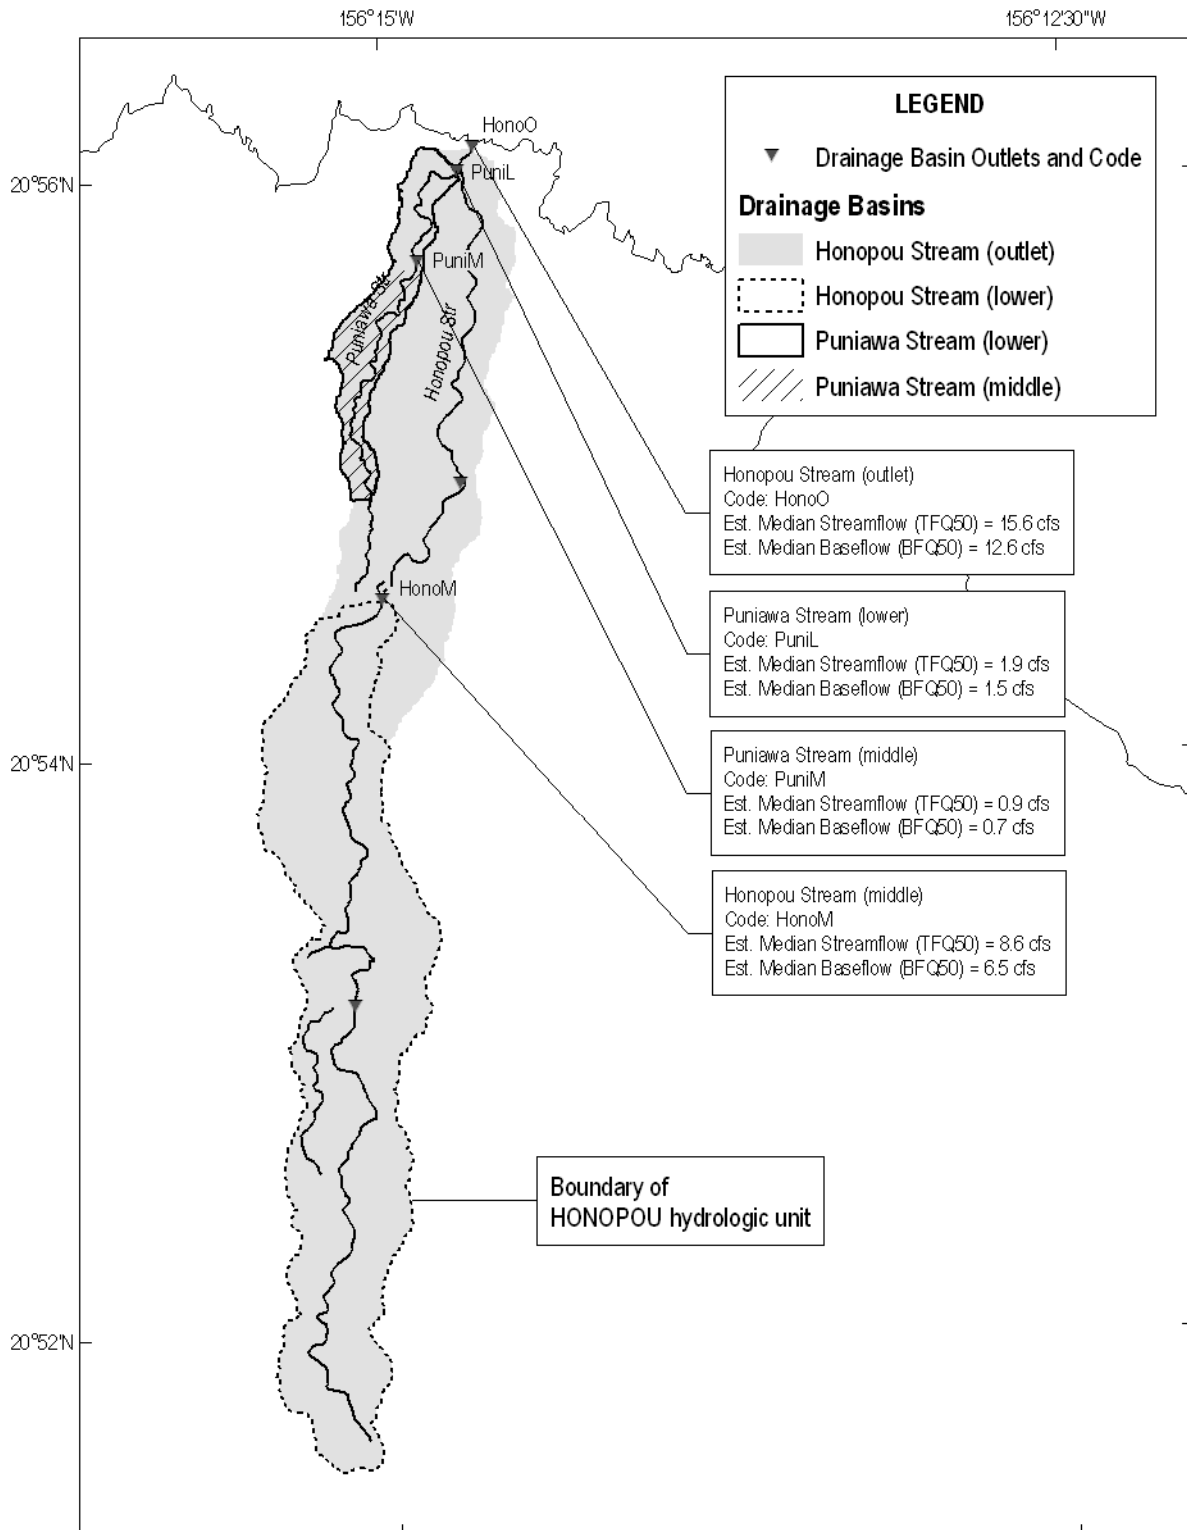 156°15'W
156°12'30"W
HonoO
LEGEND
Drainage Basin Outlets and Code
PuniL
20°56'N
Drainage Basins
Honopou Stream (outlet)
PuniM
Honopou Stream (lower)
Puniawa St
Honopou Str
Puniawa Stream (lower)
Puniawa Stream (middle)
Honopou Stream (outlet)
Code: HonoO
Est. Median Streamflow (TFQ50) = 15.6 cfs
Est. Median Baseflow (BFQ50) = 12.6 cfs
HonoM
Puniawa Stream (lower)
Code: PuniL
Est. Median Streamflow (TFQ50) = 1.9 cfs
Est. Median Baseflow (BFQ50) = 1.5 cfs
20°54'N
Puniawa Stream (middle)
Code: PuniM
Est. Median Streamflow (TFQ50) = 0.9 cfs
Est. Median Baseflow (BFQ50) = 0.7 cfs
Honopou Stream (middle)
Code: HonoM
Est. Median Streamflow (TFQ50) = 8.6 cfs
Est. Median Baseflow (BFQ50) = 6.5 cfs
Boundary of
HONOPOU hydrologic unit
20°52'N